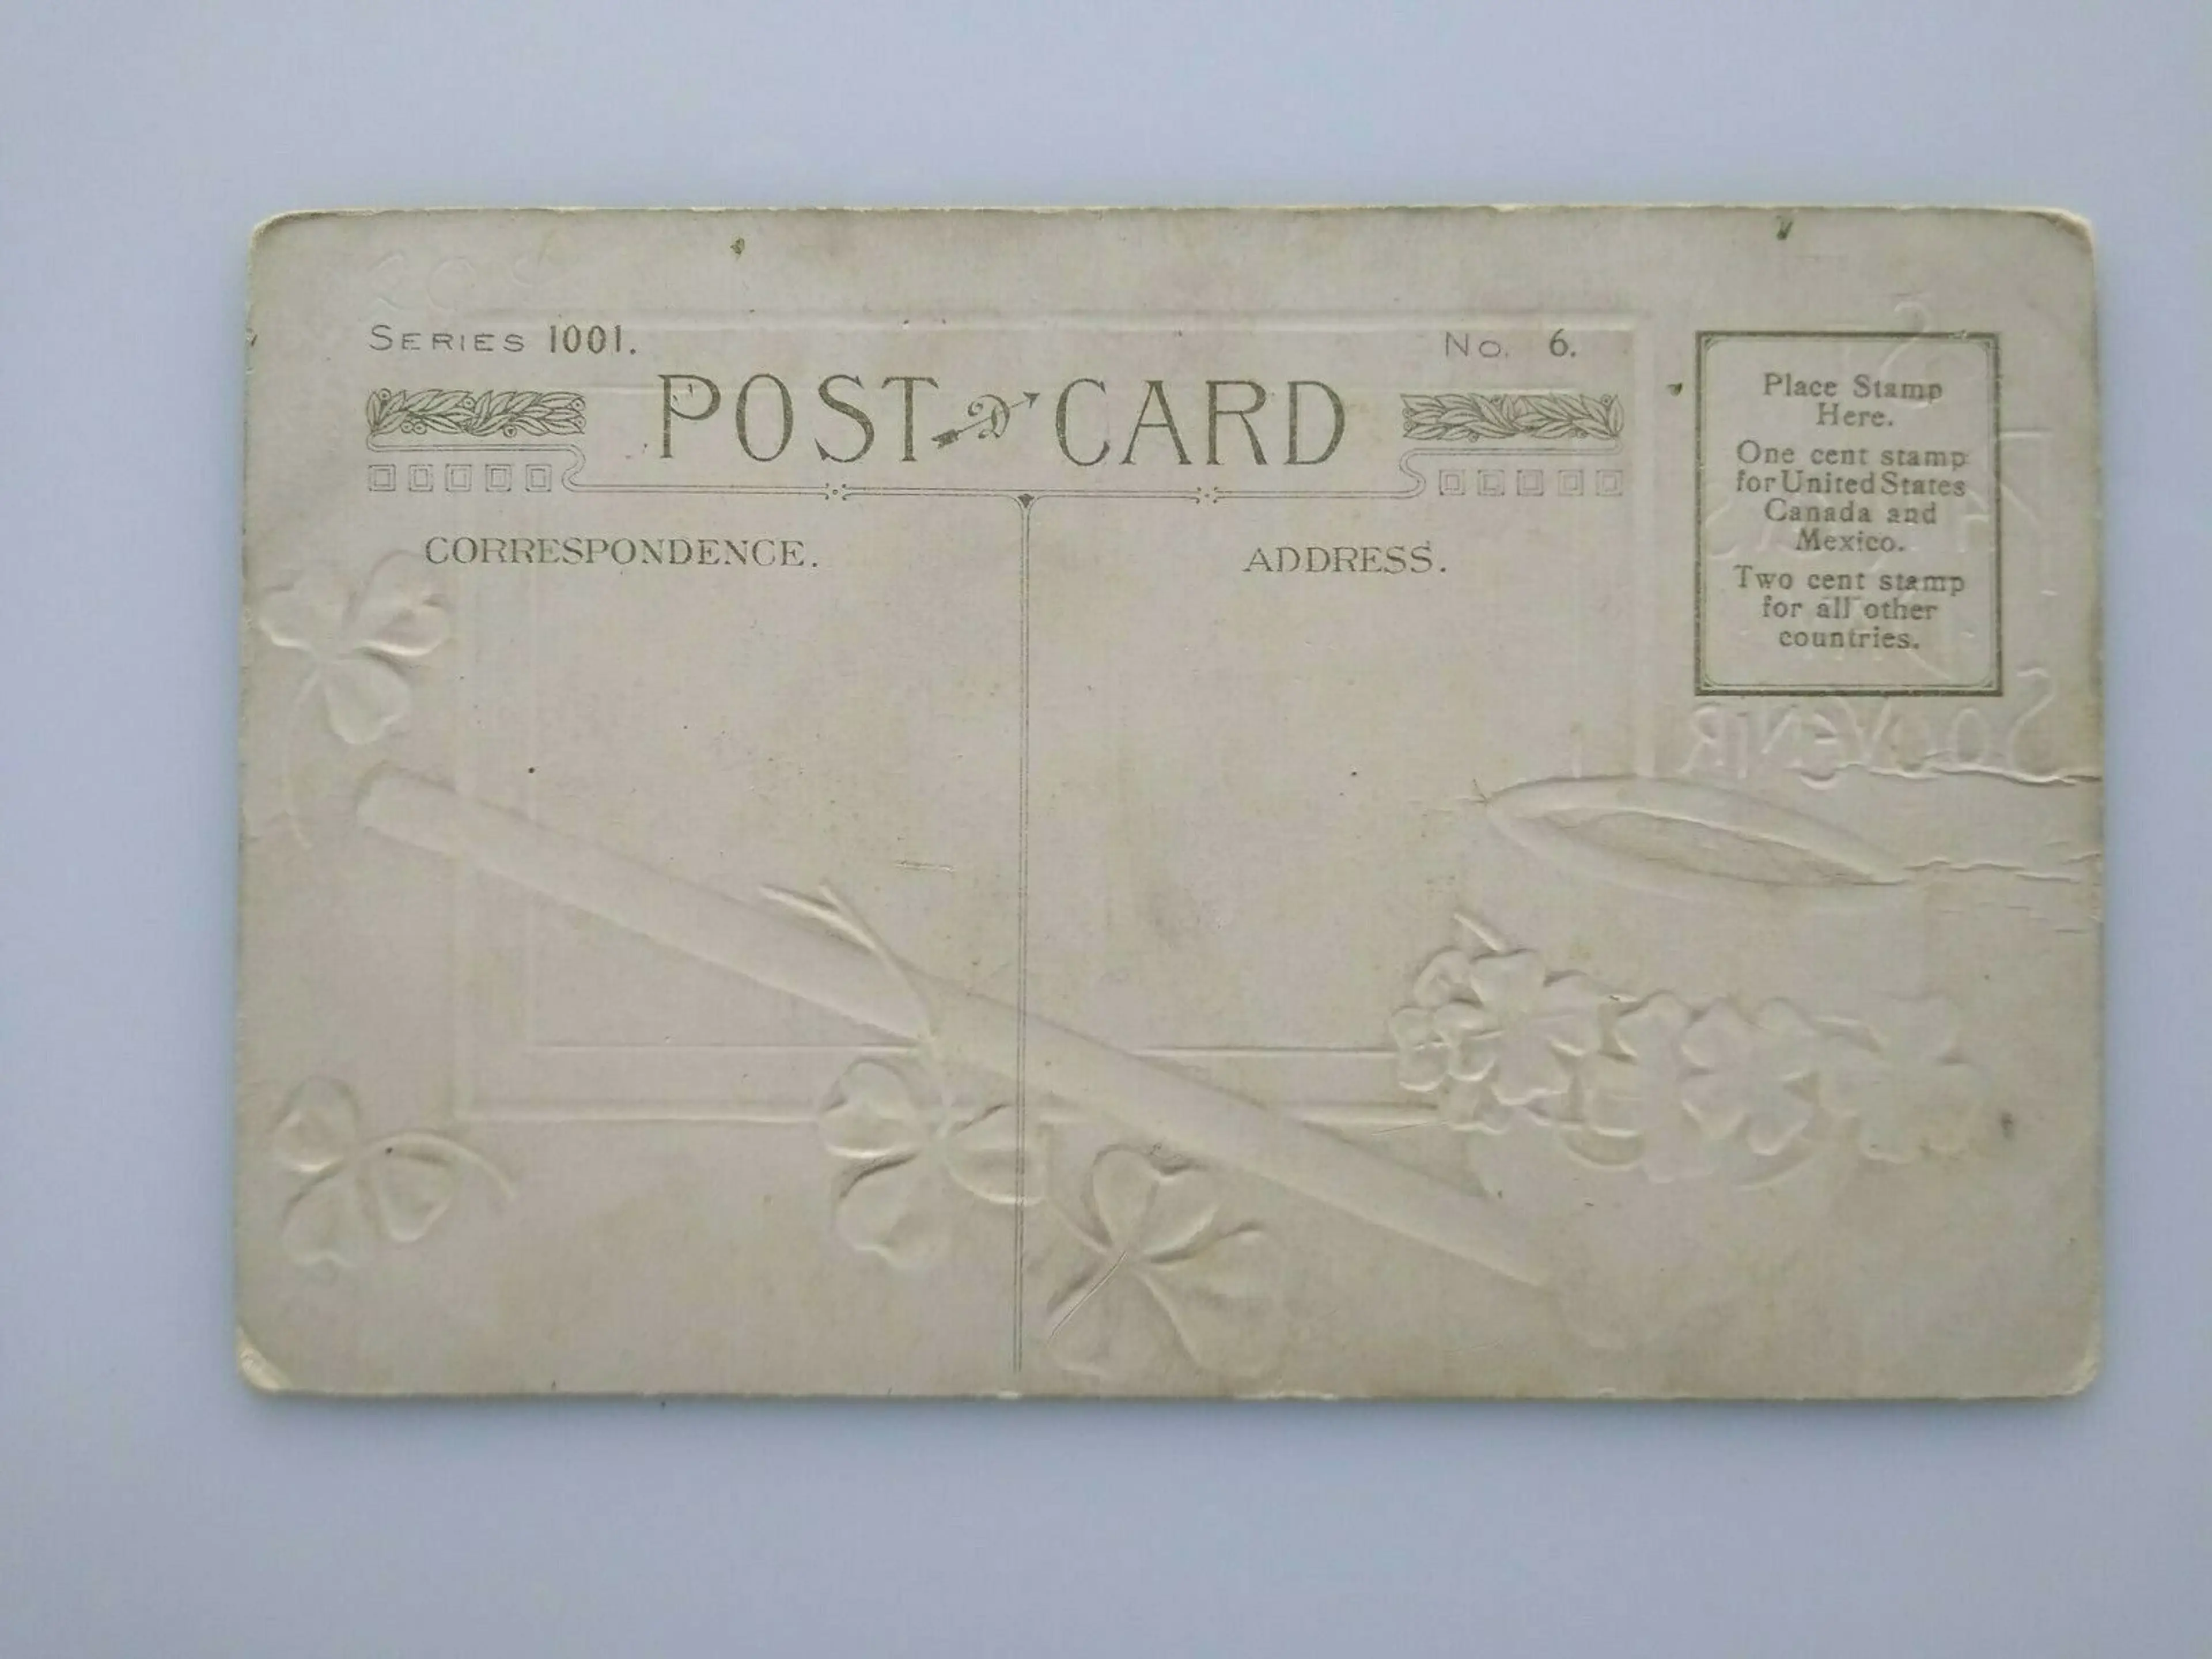 SERIES 1001.
No. 6.
POST CARD
CORRESPONDENCE.
ADDRESS.
Place Stamp
Here.
One cent stamp
for United States
Canada and
Mexico.
Two cent stamp
for all other
countries.
SOUVENIR